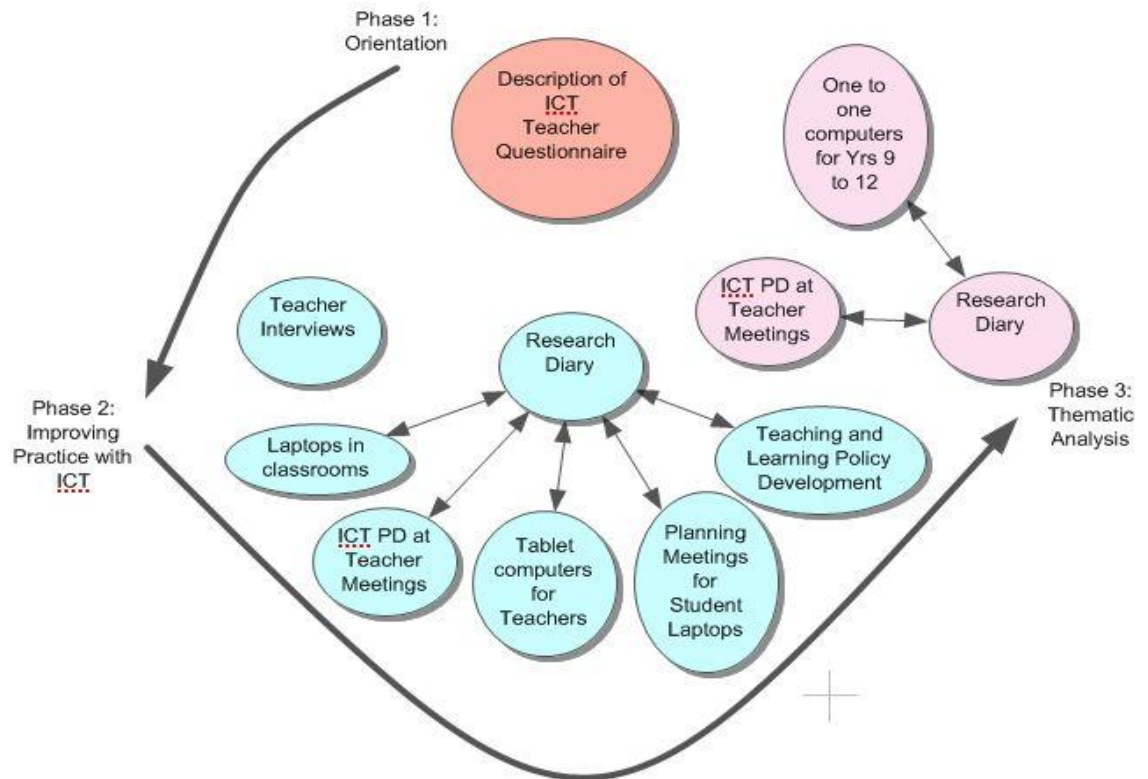 Phase 1:
Orientation
Description of
ICT
Teacher
Questionnaire
One to
one
computers
for Yrs 9
to 12
Teacher
Interviews
Research
Diary
ICT PD at
Teacher
Meetings
Research
Diary
Phase 2:
Improving
Practice with
ICT
Laptops in
classrooms
ICT PD at
Teacher
Meetings
Tablet
computers
for
Teachers
Planning
Meetings
for
Student
Laptops
Teaching and
Learning Policy
Development
Phase 3:
Thematic
Analysis